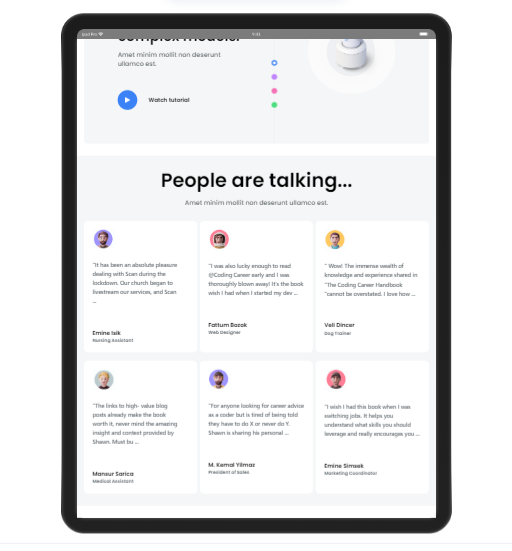 iPad Pro
9:41
complex models.
Amet minim mollit non deserunt
ullamco est.
Watch tutorial
People are talking...
Amet minim mollit non deserunt ullamco est.
"It has been an absolute pleasure
dealing with Scan during the
lockdown. Our church began to
livestream our services, and Scan
...
Emine Isik
Nursing Assistant
"I was also lucky enough to read
@Coding Career early and I was
thoroughly blown away! It's the book
wish I had when I started my dev ...
Fattum Bozok
Web Designer
" Wow! The immense wealth of
knowledge and experience shared in
"The Coding Career Handbook
"cannot be overstated. I love how ...
Veli Dincer
Dog Trainer
"The links to high- value blog
posts already make the book
worth it, never mind the amazing
insight and context provided by
Shawn. Must bu ...
Mansur Sarica
Medical Assistant
"For anyone looking for career advice
as a coder but is tired of being told
they have to do X or never do Y.
Shawn is sharing his personal ...
M. Kemal Yilmaz
President of Sales
"I wish I had this book when I was
switching jobs. It helps you
understand what skills you should
leverage and really encourages you ...
Emine Simsek
Marketing Coordinator